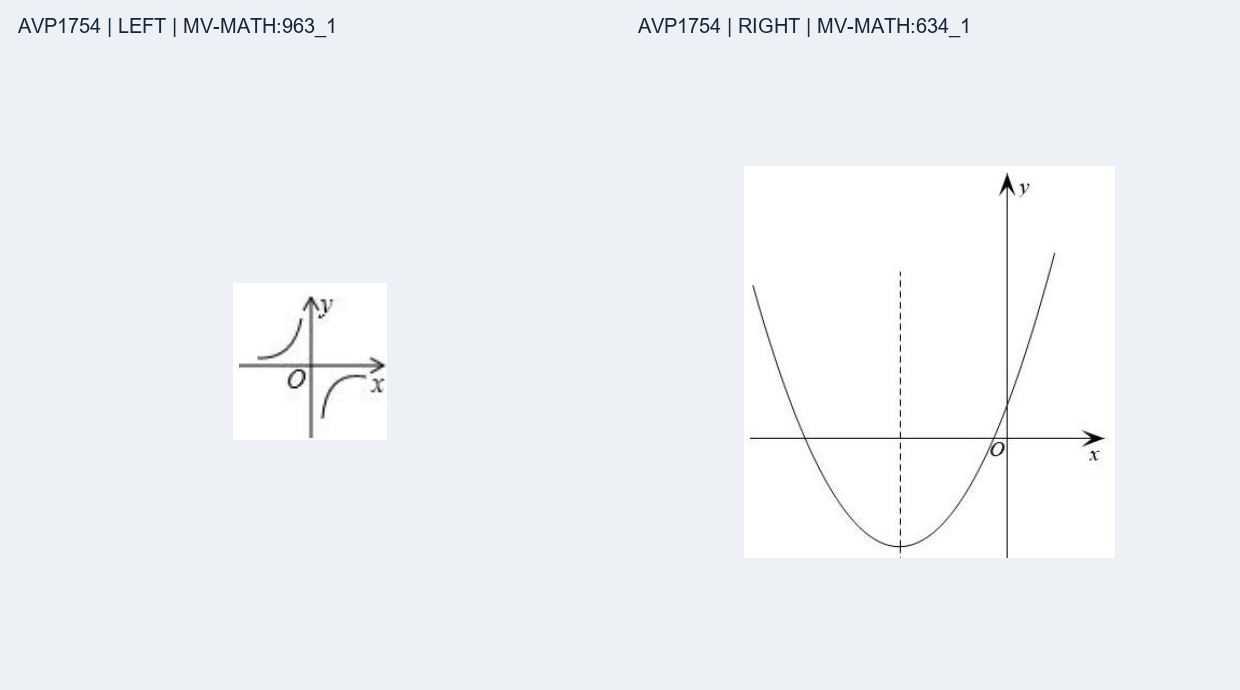 AVP1754 | LEFT | MV-MATH:963_1
AVP1754 | RIGHT | MV-MATH:634_1
y
O
x
y
O
x